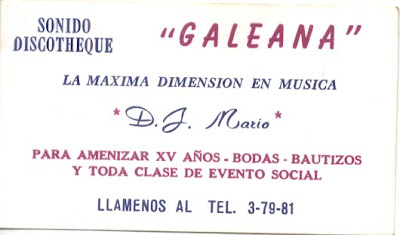 SONIDO
DISCOTHEQUE
"GALEANA"
LA MAXIMA DIMENSION EN MUSICA
* D. J. Mario *
PARA AMENIZAR XV AÑOS - BODAS - BAUTIZOS
Y TODA CLASE DE EVENTO SOCIAL
LLAMENOS AL TEL. 3-79-81